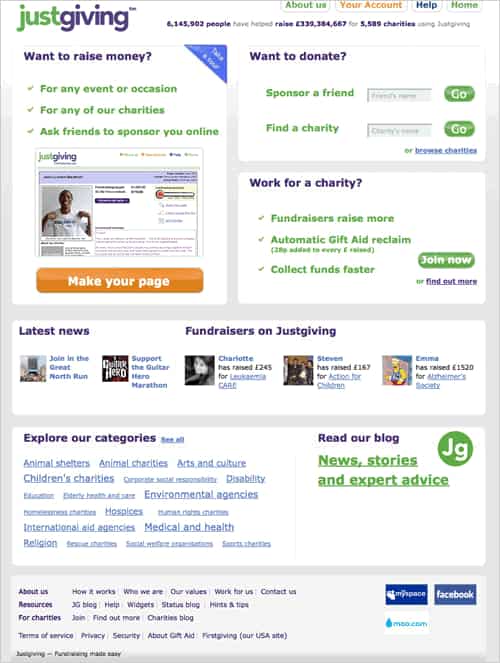 justgiving™
About us
Your Account
Help
Home
6,145,902 people have helped raise £339,384,667 for 5,589 charities using Justgiving
Want to raise money?
Take a tour
For any event or occasion
For any of our charities
Ask friends to sponsor you online
justgiving
Make your page
Want to donate?
Sponsor a friend
Friend's name
Go
Find a charity
Charity's name
Go
or browse charities
Work for a charity?
Fundraisers raise more
Automatic Gift Aid reclaim
(28p added to every £ raised)
Collect funds faster
Join now
or find out more
Latest news
Join in the
Great
North Run
Support
the Guitar
Hero
Marathon
Fundraisers on Justgiving
Charlotte
has raised £245
for Leukaemia
CARE
Steven
has raised £167
for Action for
Children
Emma
has raised £1520
for Alzheimer's
Society
Explore our categories See all
Animal shelters Animal charities Arts and culture
Children's charities Corporate social responsibility Disability
Education Elderly health and care Environmental agencies
Homelessness charities Hospices Human rights charities
International aid agencies Medical and health
Religion Rescue charities Social welfare organisations Sports charities
Read our blog
Jg
News, stories
and expert advice
About us How it works | Who we are | Our values | Work for us | Contact us
Resources JG blog | Help | Widgets | Status blog | Hints & tips
For charities Join | Find out more | Charities blog
Terms of service | Privacy | Security | About Gift Aid | Firstgiving (our USA site)
myspace
facebook
moo.com
Justgiving — Fundraising made easy